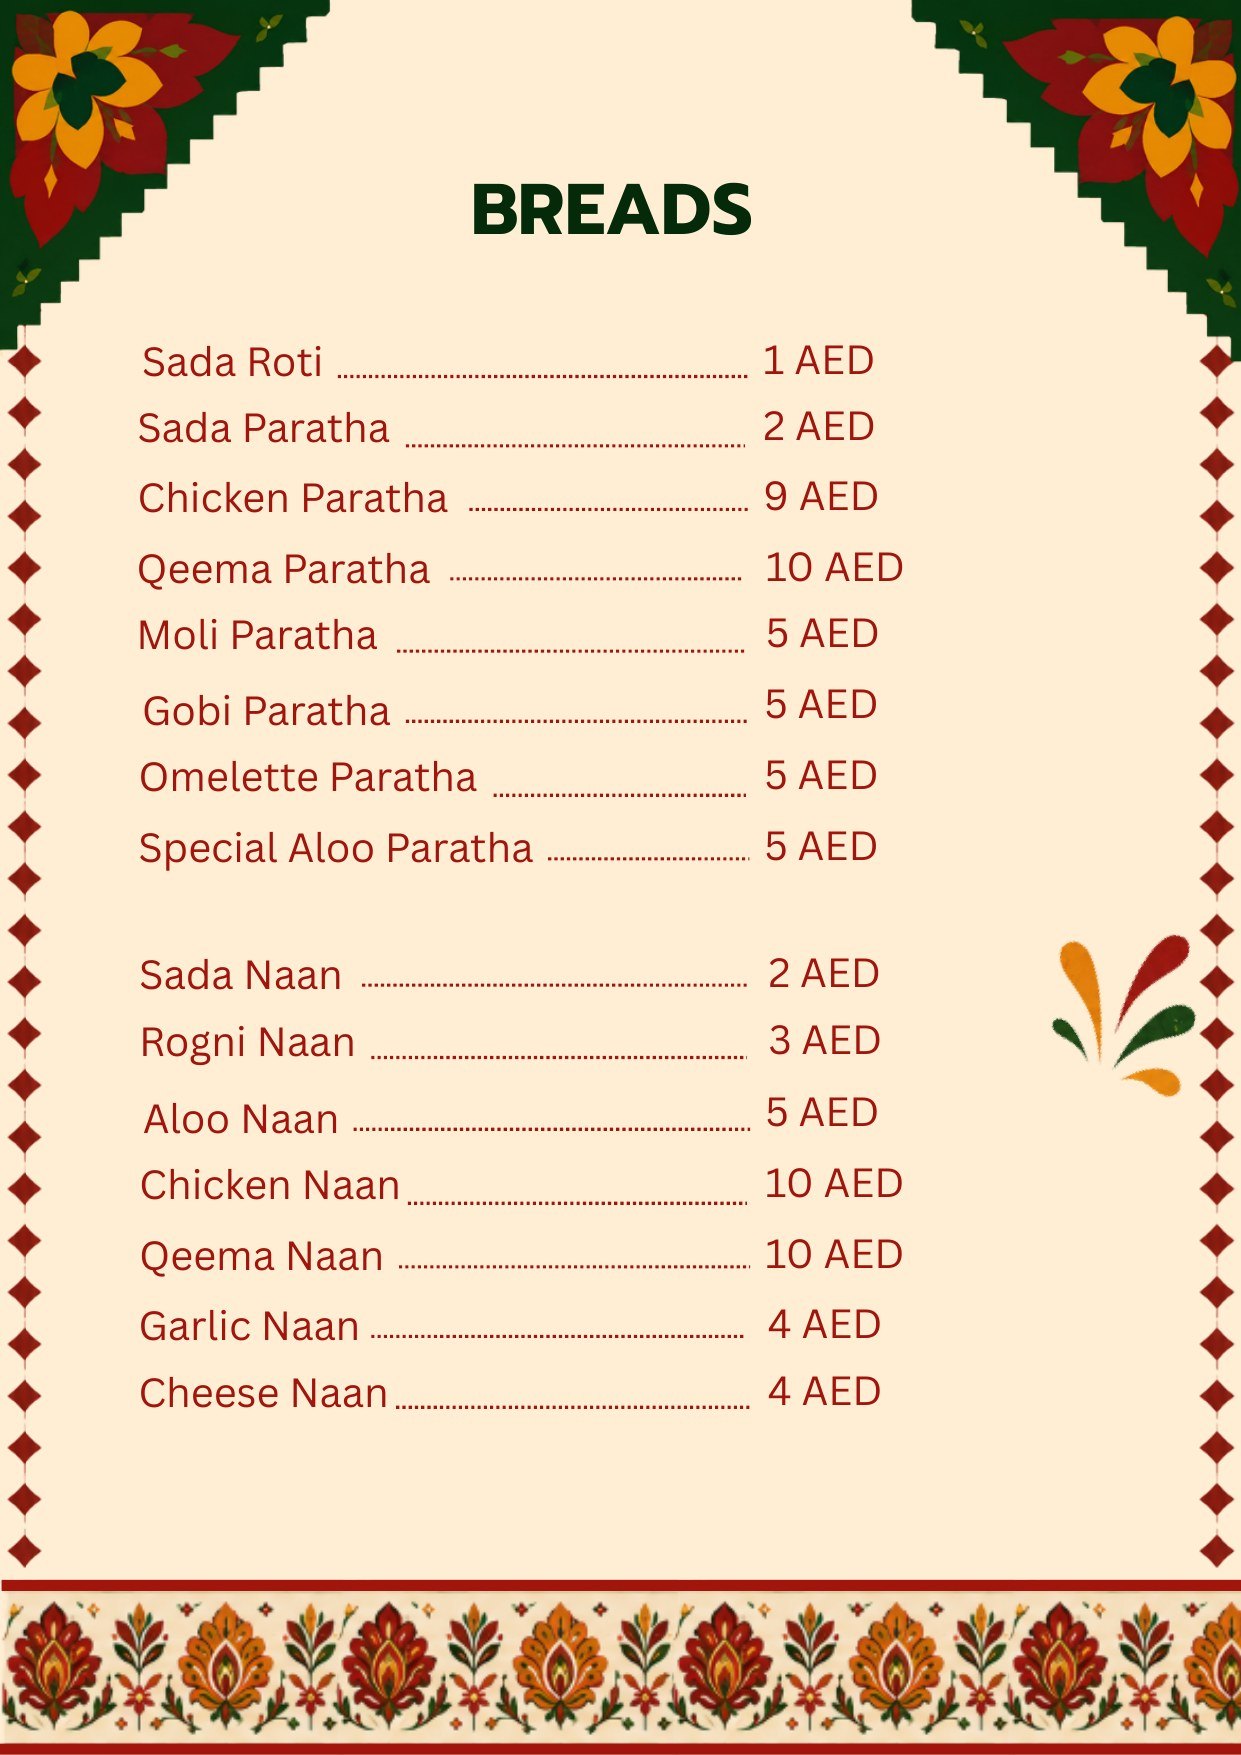 BREADS
Sada Roti ........ 1 AED
Sada Paratha ........ 2 AED
Chicken Paratha ........ 9 AED
Qeema Paratha ........ 10 AED
Moli Paratha ........ 5 AED
Gobi Paratha ........ 5 AED
Omelette Paratha ........ 5 AED
Special Aloo Paratha ........ 5 AED
Sada Naan ........ 2 AED
Rogni Naan ........ 3 AED
Aloo Naan ........ 5 AED
Chicken Naan ........ 10 AED
Qeema Naan ........ 10 AED
Garlic Naan ........ 4 AED
Cheese Naan ........ 4 AED